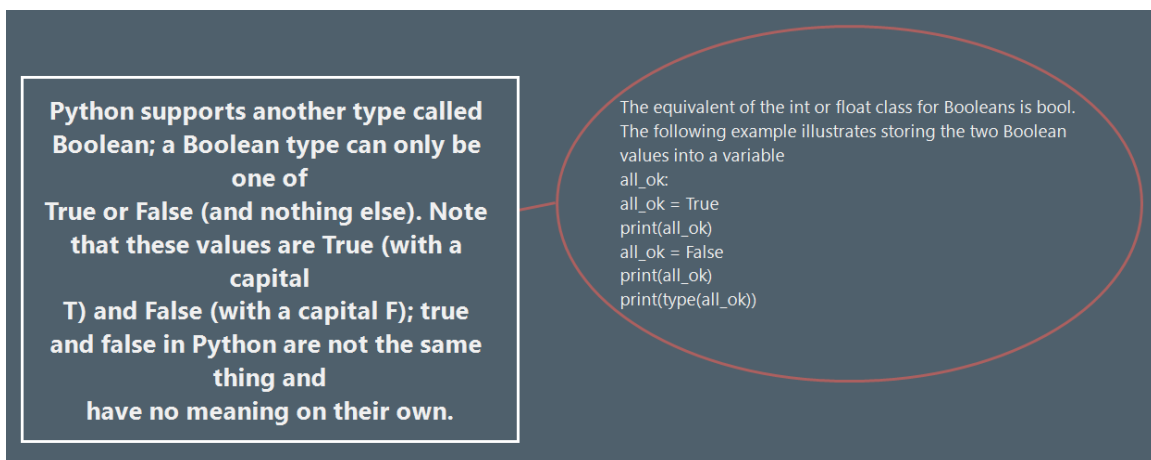 Python supports another type called
Boolean; a Boolean type can only be
one of
True or False (and nothing else). Note
that these values are True (with a
capital
T) and False (with a capital F); true
and false in Python are not the same
thing and
have no meaning on their own.
The equivalent of the int or float class for Booleans is bool.
The following example illustrates storing the two Boolean
values into a variable
all_ok:
all_ok = True
print(all_ok)
all_ok = False
print(all_ok)
print(type(all_ok))